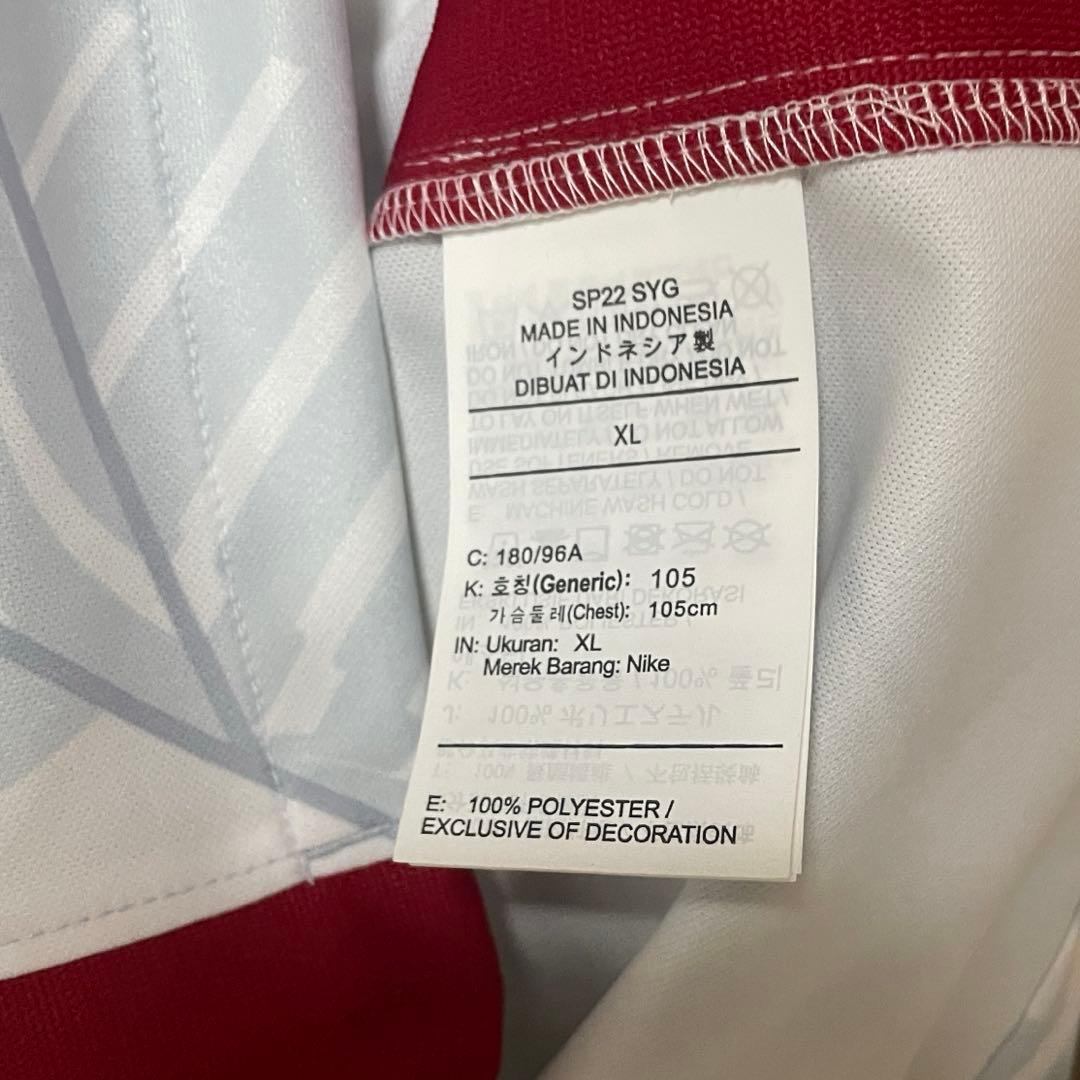 SP22 SYG
MADE IN INDONESIA
インドネシア製
DIBUAT DI INDONESIA
XL
C: 180/96A
K: 호칭(Generic): 105
가슴둘레(Chest): 105cm
IN: Ukuran: XL
Merek Barang: Nike
E: 100% POLYESTER /
EXCLUSIVE OF DECORATION